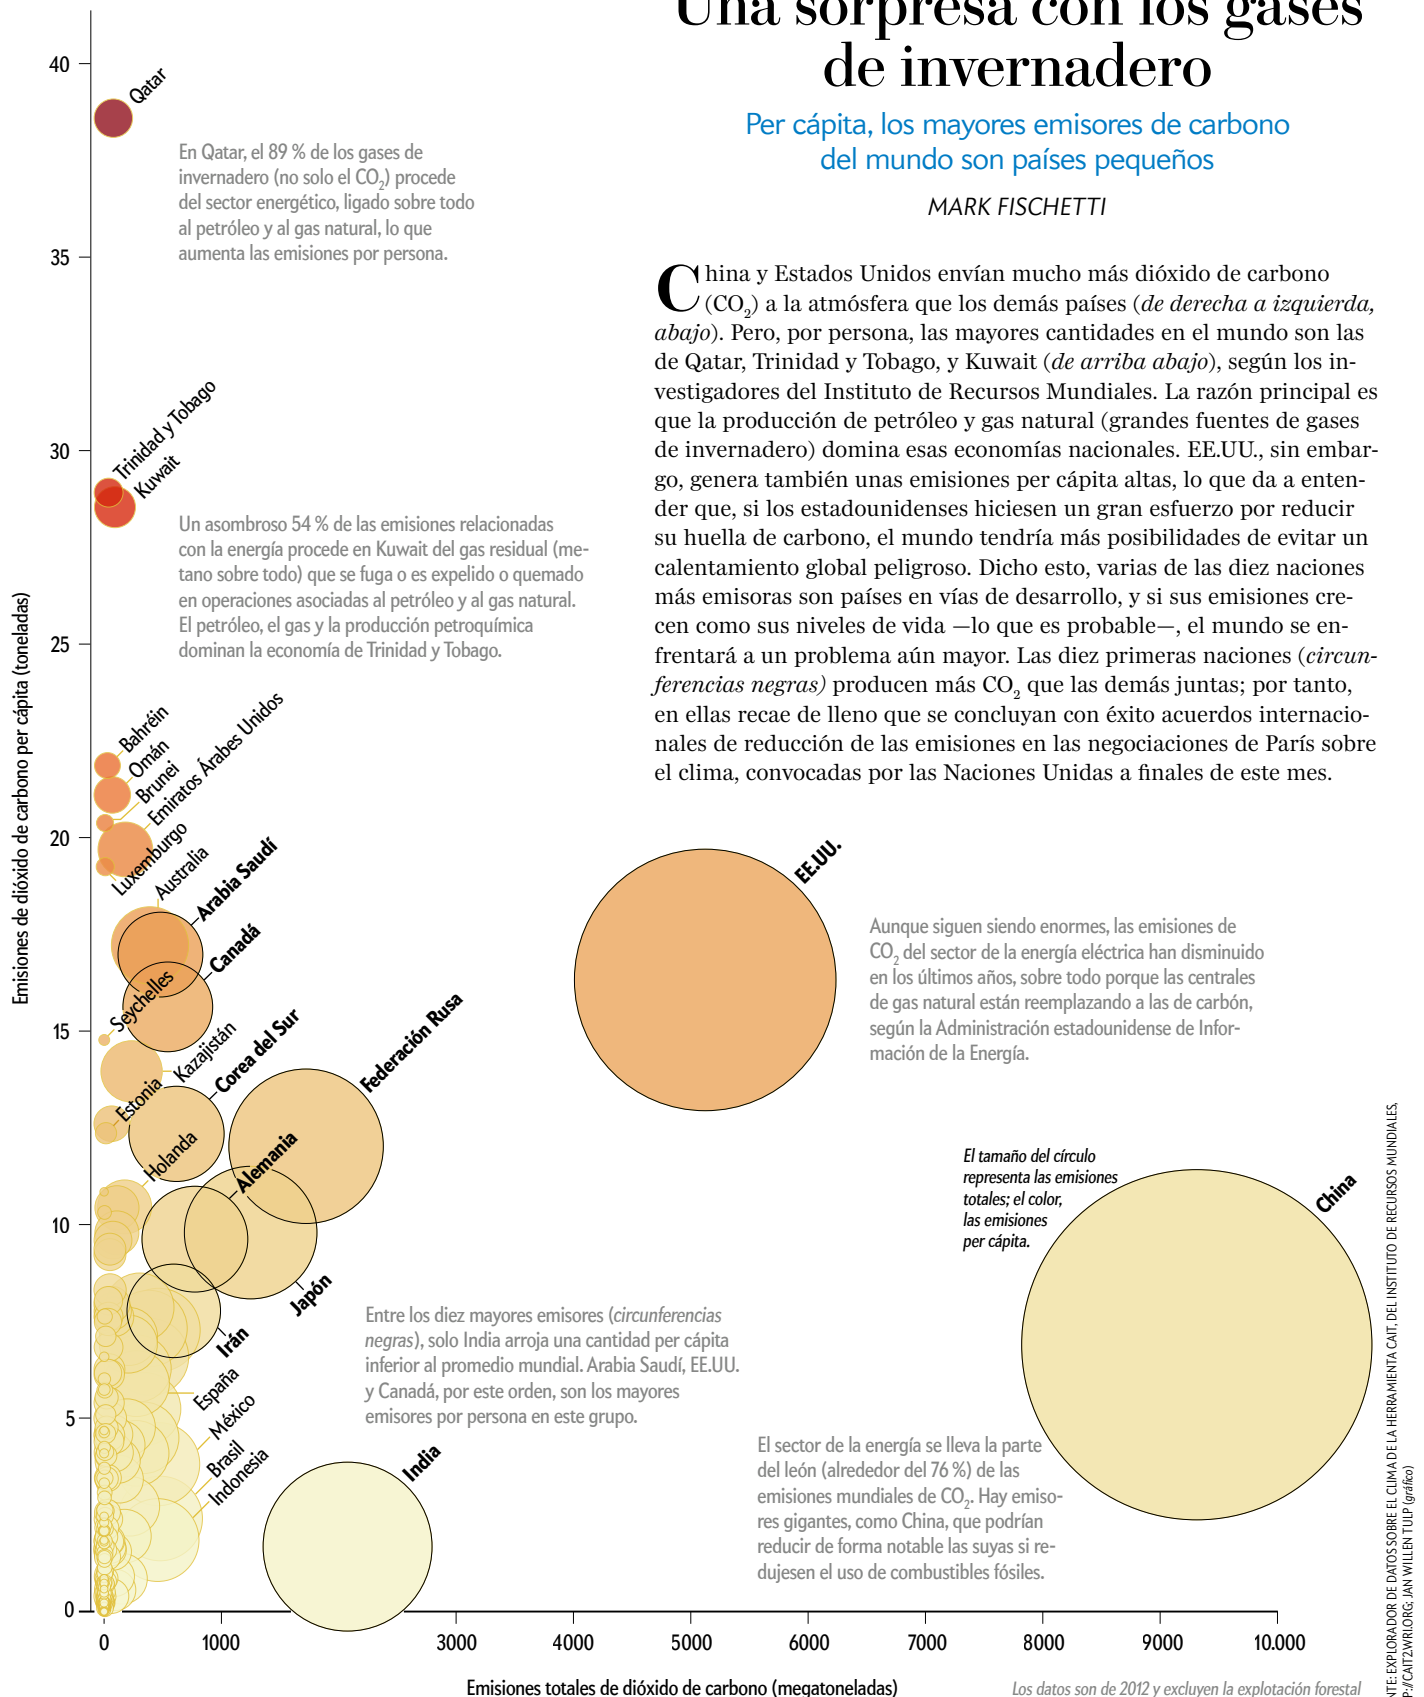 Una sorpresa con los gases
de invernadero
Per cápita, los mayores emisores de carbono
del mundo son países pequeños
MARK FISCHETTI
China y Estados Unidos envían mucho más dióxido de carbono
(CO₂) a la atmósfera que los demás países (de derecha a izquierda,
abajo). Pero, por persona, las mayores cantidades en el mundo son las
de Qatar, Trinidad y Tobago, y Kuwait (de arriba abajo), según los in-
vestigadores del Instituto de Recursos Mundiales. La razón principal es
que la producción de petróleo y gas natural (grandes fuentes de gases
de invernadero) domina esas economías nacionales. EE.UU., sin embar-
go, genera también unas emisiones per cápita altas, lo que da a enten-
der que, si los estadounidenses hiciesen un gran esfuerzo por reducir
su huella de carbono, el mundo tendría más posibilidades de evitar un
calentamiento global peligroso. Dicho esto, varias de las diez naciones
más emisoras son países en vías de desarrollo, y si sus emisiones cre-
cen como sus niveles de vida —lo que es probable—, el mundo se en-
frentará a un problema aún mayor. Las diez primeras naciones (circun-
ferencias negras) producen más CO₂ que las demás juntas; por tanto,
en ellas recae de lleno que se concluyan con éxito acuerdos internacio-
nales de reducción de las emisiones en las negociaciones de París sobre
el clima, convocadas por las Naciones Unidas a finales de este mes.
Emisiones de dióxido de carbono per cápita (toneladas)
40
35
30
25
20
15
10
5
0
Qatar
En Qatar, el 89 % de los gases de
invernadero (no solo el CO₂) procede
del sector energético, ligado sobre todo
al petróleo y al gas natural, lo que
aumenta las emisiones por persona.
Trinidad y Tobago
Kuwait
Un asombroso 54 % de las emisiones relacionadas
con la energía procede en Kuwait del gas residual (me-
tano sobre todo) que se fuga o es expelido o quemado
en operaciones asociadas al petróleo y al gas natural.
El petróleo, el gas y la producción petroquímica
dominan la economía de Trinidad y Tobago.
Bahréin
Omán
Brunei
Emiratos Árabes Unidos
Luxemburgo
Australia
Arabia Saudí
Canadá
Seychelles
Kazajistán
Corea del Sur
Federación Rusa
Estonia
Holanda
Alemania
Japón
Irán
España
México
Brasil
Indonesia
India
EE.UU.
Aunque siguen siendo enormes, las emisiones de
CO₂ del sector de la energía eléctrica han disminuido
en los últimos años, sobre todo porque las centrales
de gas natural están reemplazando a las de carbón,
según la Administración estadounidense de Infor-
mación de la Energía.
El tamaño del círculo
representa las emisiones
totales; el color,
las emisiones
per cápita.
China
Entre los diez mayores emisores (circunferencias
negras), solo India arroja una cantidad per cápita
inferior al promedio mundial. Arabia Saudí, EE.UU.
y Canadá, por este orden, son los mayores
emisores por persona en este grupo.
El sector de la energía se lleva la parte
del león (alrededor del 76 %) de las
emisiones mundiales de CO₂. Hay emiso-
res gigantes, como China, que podrían
reducir de forma notable las suyas si re-
dujesen el uso de combustibles fósiles.
0
1000
3000
4000
5000
6000
7000
8000
9000
10.000
Emisiones totales de dióxido de carbono (megatoneladas)
Los datos son de 2012 y excluyen la explotación forestal
NTE: EXPLORADOR DE DATOS SOBRE EL CLIMA DE LA HERRAMIENTA CAIT, DEL INSTITUTO DE RECURSOS MUNDIALES,
P://CAIT2.WRI.ORG; JAN WILLEN TULP (gráfico)